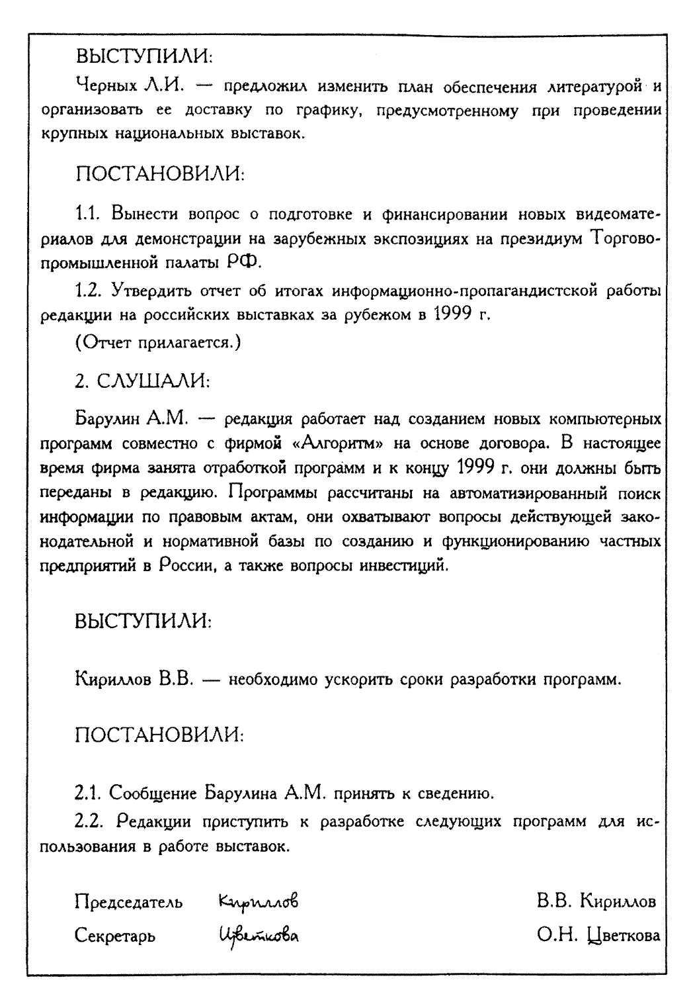 ВЫСТУПИЛИ:
Черных Л.И. — предложил изменить план обеспечения литературой и
организовать ее доставку по графику, предусмотренному при проведении
крупных национальных выставок.
ПОСТАНОВИЛИ:
1.1. Вынести вопрос о подготовке и финансировании новых видеомате-
риалов для демонстрации на зарубежных экспозициях на президиум Торгово-
промышленной палаты РФ.
1.2. Утвердить отчет об итогах информационно-пропагандистской работы
редакции на российских выставках за рубежом в 1999 г.
(Отчет прилагается.)
2. СЛУШАЛИ:
Барулин А.М. — редакция работает над созданием новых компьютерных
программ совместно с фирмой «Алгоритм» на основе договора. В настоящее
время фирма занята отработкой программ и к концу 1999 г. они должны быть
переданы в редакцию. Программы рассчитаны на автоматизированный поиск
информации по правовым актам, они охватывают вопросы действующей зако-
нодательной и нормативной базы по созданию и функционированию частных
предприятий в России, а также вопросы инвестиций.
ВЫСТУПИЛИ:
Кириллов В.В. — необходимо ускорить сроки разработки программ.
ПОСТАНОВИЛИ:
2.1. Сообщение Барулина А.М. принять к сведению.
2.2. Редакции приступить к разработке следующих программ для ис-
пользования в работе выставок.
Председатель Кириллов В.В. Кириллов
Секретарь Цветкова О.Н. Цветкова